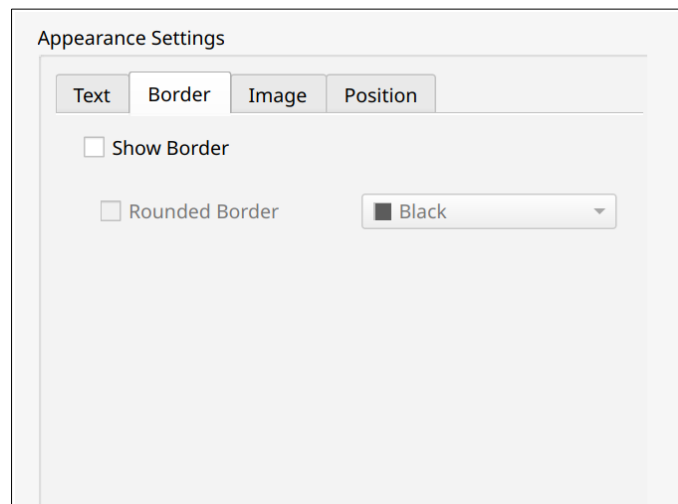 Appearance Settings
Text Border Image Position
Show Border
Rounded Border Black